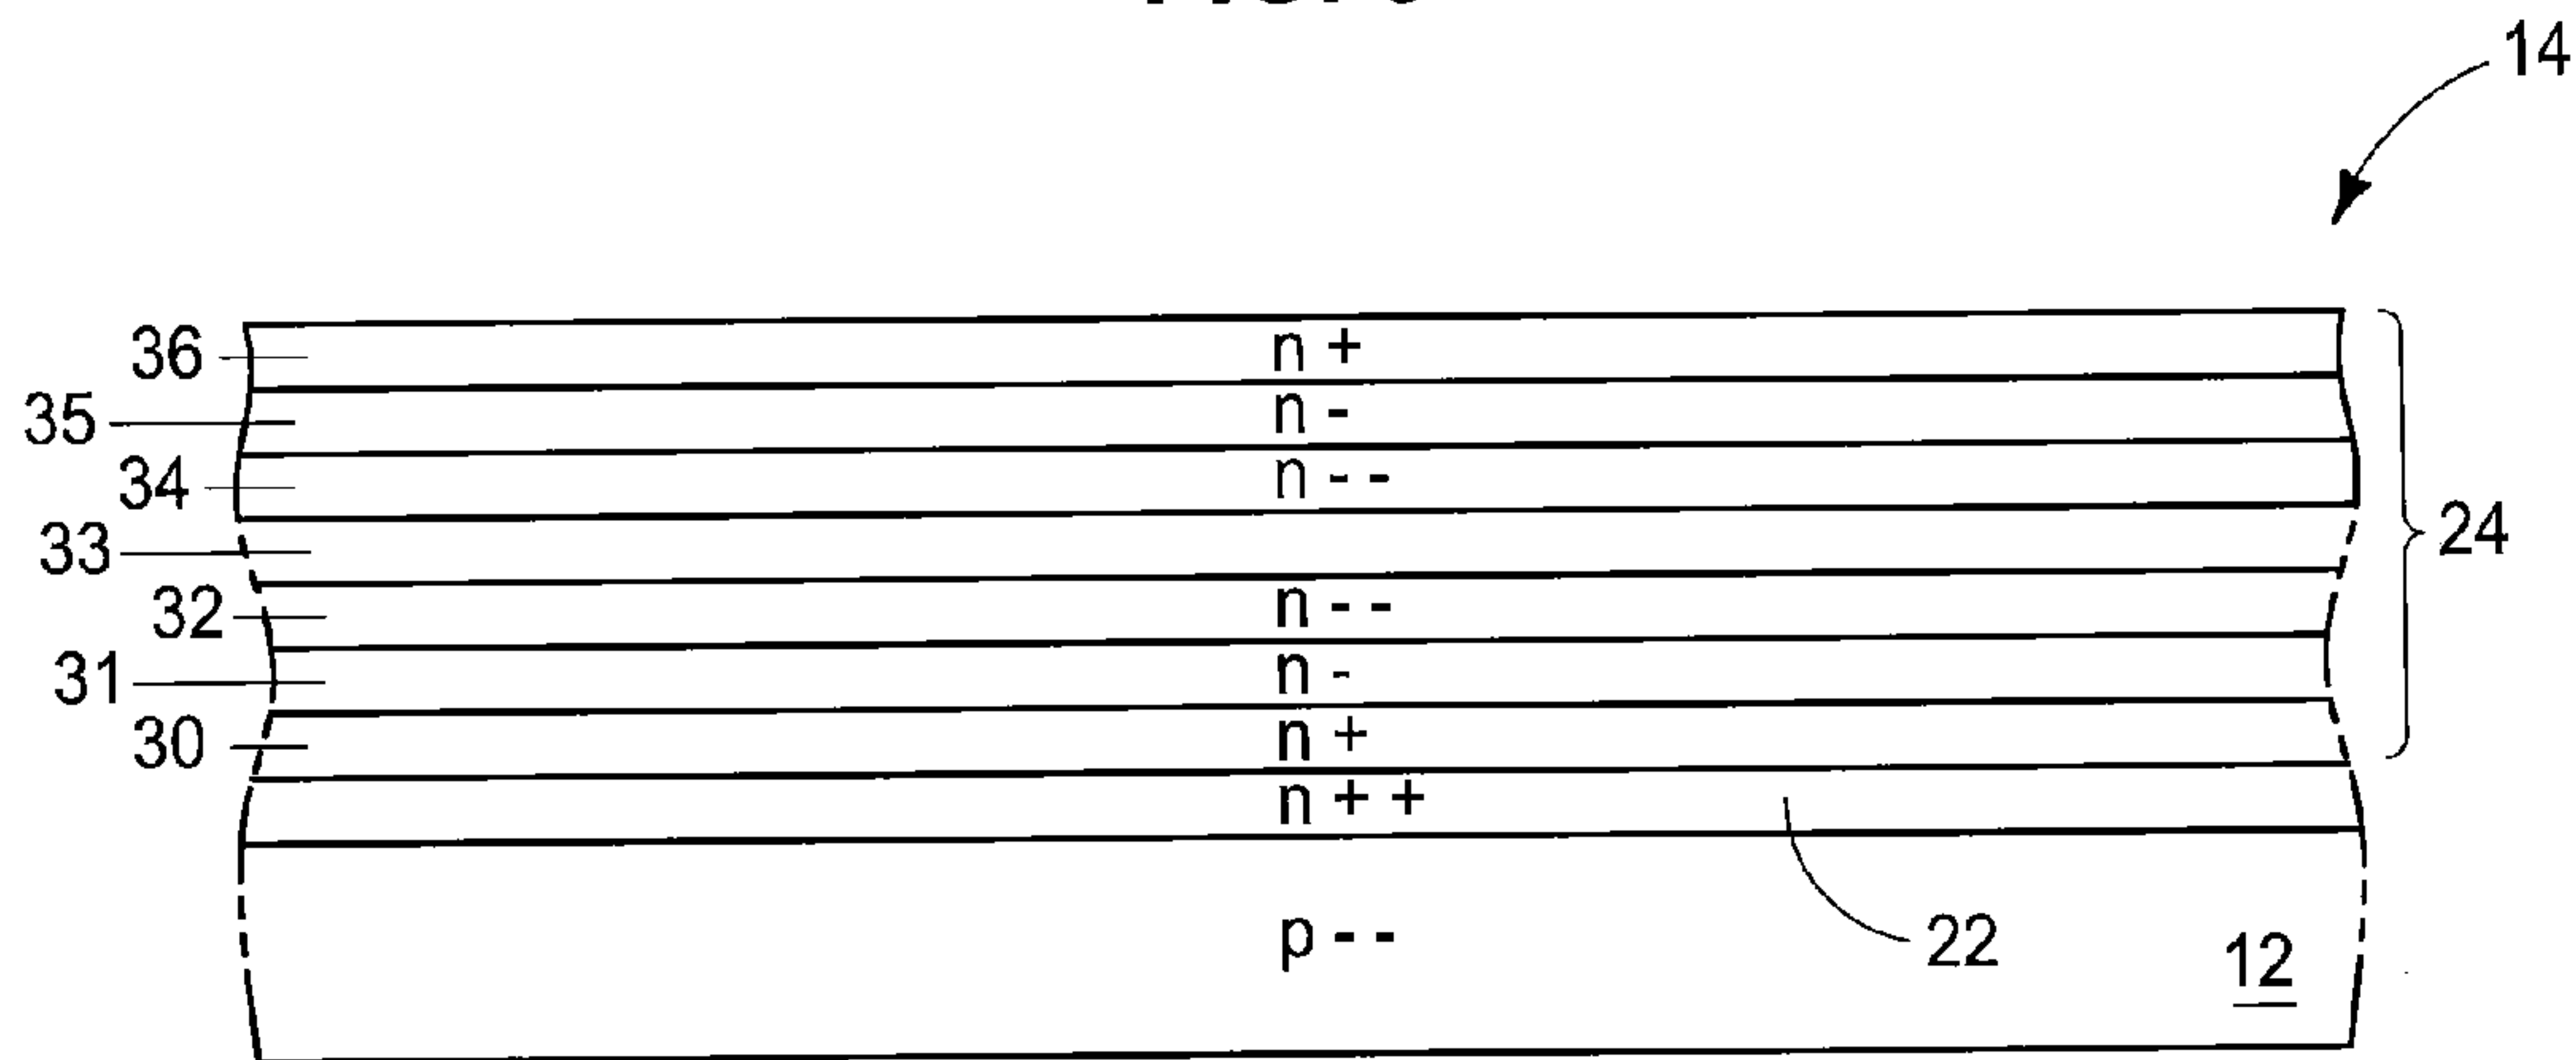 14
36 n +
35 n -
34 n - -
33
24
32 n - -
31 n -
30 n +
n + +
22
p - -
12